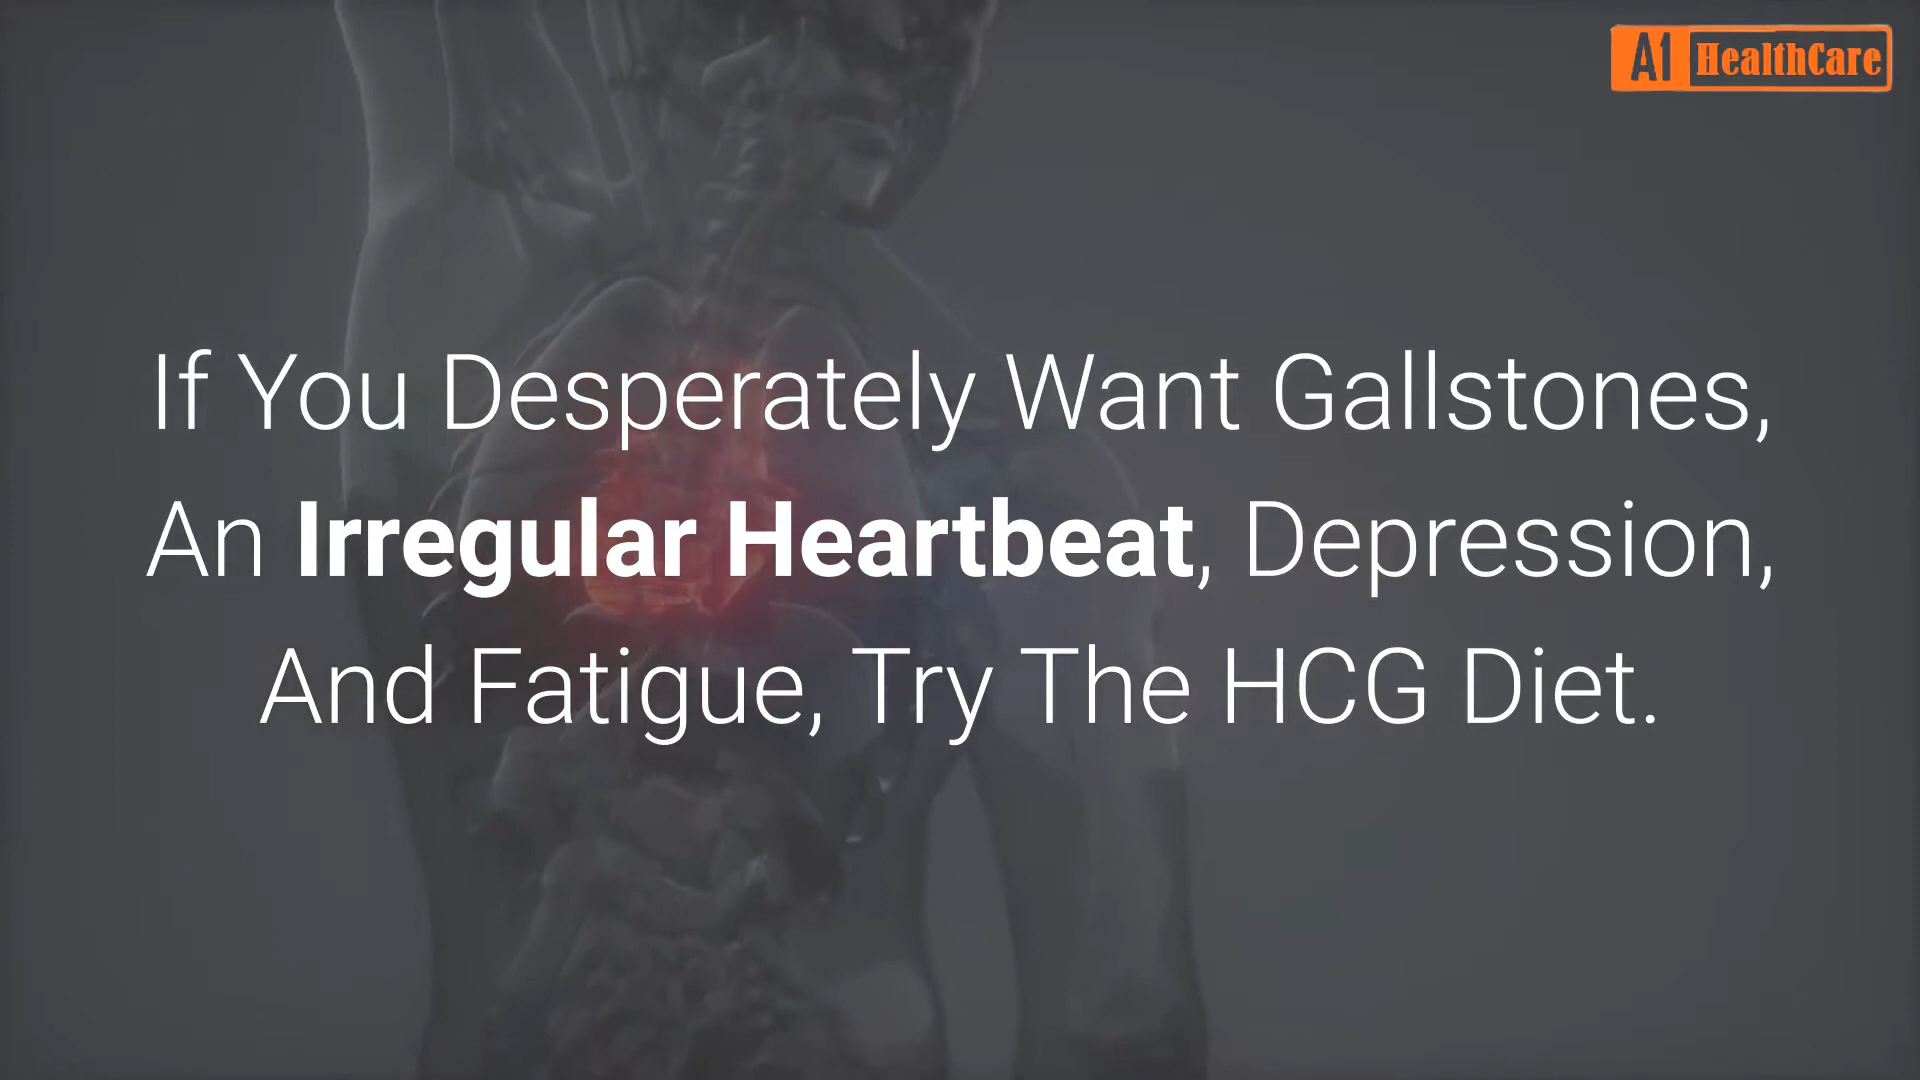 A1 HealthCare
If You Desperately Want Gallstones,
An Irregular Heartbeat, Depression,
And Fatigue, Try The HCG Diet.